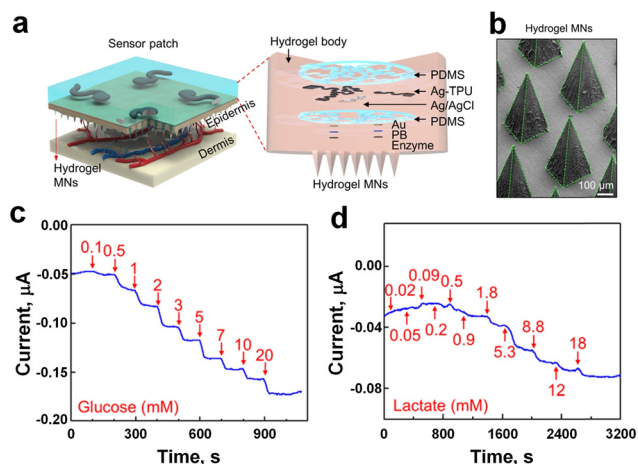 a
Sensor patch
Epidermis
Dermis
Hydrogel
MNs
Hydrogel body
PDMS
Ag-TPU
Ag/AgCl
PDMS
Au
PB
Enzyme
Hydrogel MNs
b
Hydrogel MNs
100 µm
c
Current, µA
0.00
-0.05
-0.10
-0.15
-0.20
0.1
0.5
1
2
3
5
7
10
20
Glucose (mM)
0
300
600
900
Time, s
d
Current, µA
0.00
-0.04
-0.08
0.02
0.05
0.09
0.2
0.5
0.9
1.8
5.3
8.8
12
18
Lactate (mM)
0
800
1600
2400
3200
Time, s